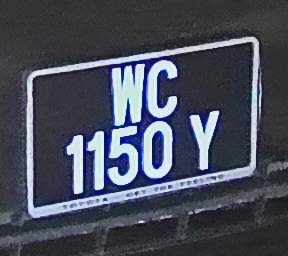 WC
1150 Y
TOYOTA GET THE FEELING